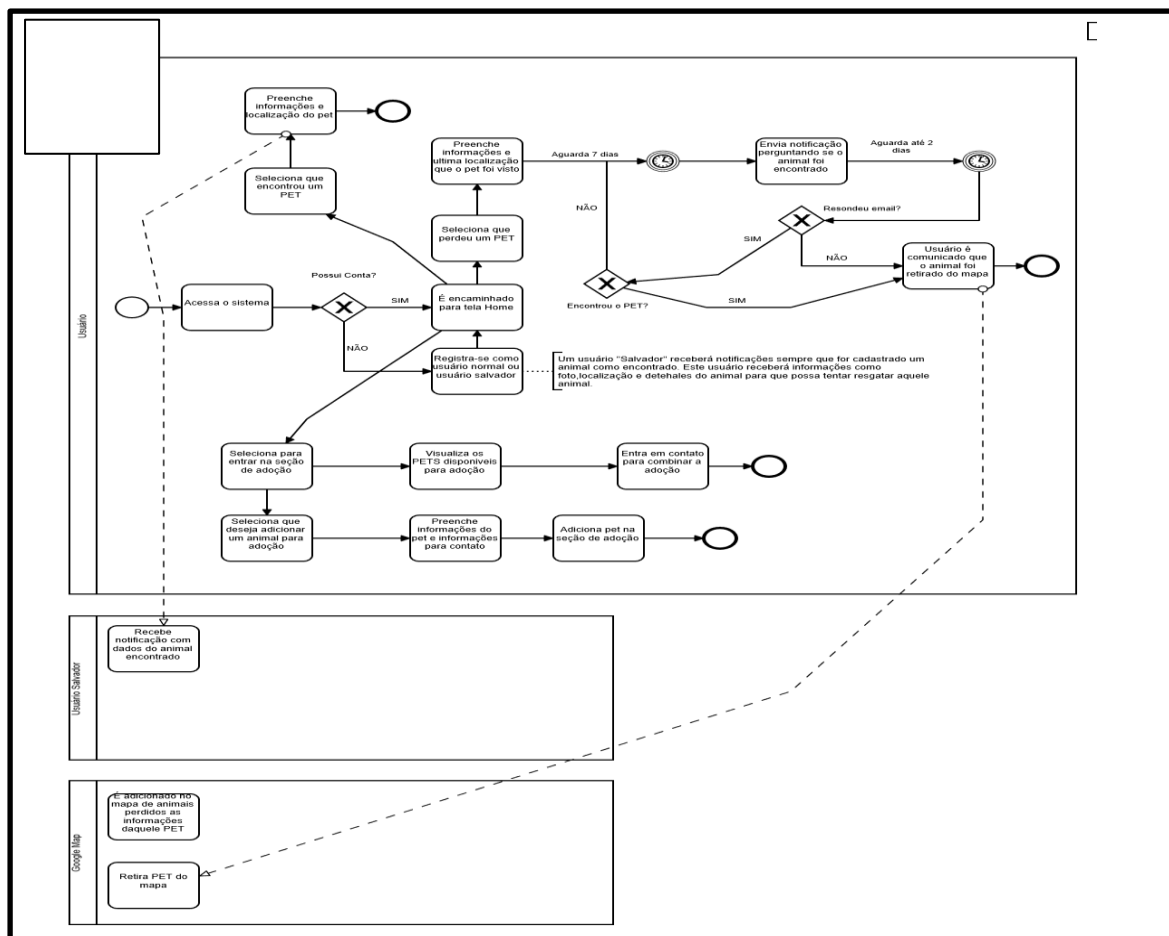 Preenche
informações e
localização do pet
Preenche
informações e
ultima localização
que o pet foi visto
Aguarda 7 dias
Envia notificação
perguntando se o
animal foi
encontrado
Aguarda até 2
dias
Seleciona que
encontrou um
PET
NÃO
Resondeu email?
Seleciona que
perdeu um PET
SIM
NÃO
Usuário è
comunicado que
o animal foi
retirado do mapa
Possui Conta?
Acessa o sistema
SIM
É encaminhado
para tela Home
Encontrou o PET?
SIM
NÃO
Registra-se como
usuário normal ou
usuário salvador
Um usuário "Salvador" receberá notificações sempre que for cadastrado um
animal como encontrado. Este usuário receberá informações como
foto,localização e detehales do animal para que possa tentar resgatar aquele
animal.
Usuário
Seleciona para
entrar na seção
de adoção
Visualiza os
PETS disponiveis
para adoção
Entra em contato
para combinar a
adoção
Seleciona que
deseja adicionar
um animal para
adoção
Preenche
informações do
pet e informações
para contato
Adiciona pet na
seção de adoção
Usuário Salvador
Recebe
notificação com
dados do animal
encontrado
Google Map
É adicionado no
mapa de animais
perdidos as
informações
daquele PET
Retira PET do
mapa